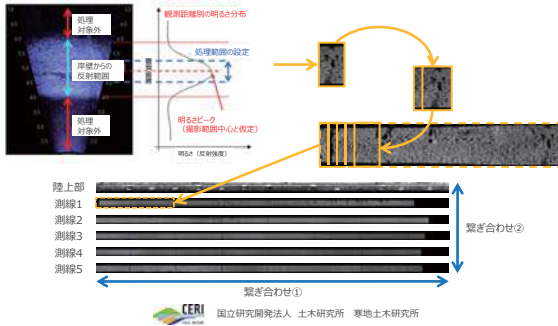 処理
対象外
岸壁からの
反射範囲
処理
対象外
観測距離別の明るさ分布
処理範囲の設定
明るさピーク
(撮影範囲中心と仮定)
明るさ(反射強度)
陸上部
測線1
測線2
測線3
測線4
測線5
繋ぎ合わせ②
繋ぎ合わせ①
CERI 国立研究開発法人 土木研究所 寒地土木研究所